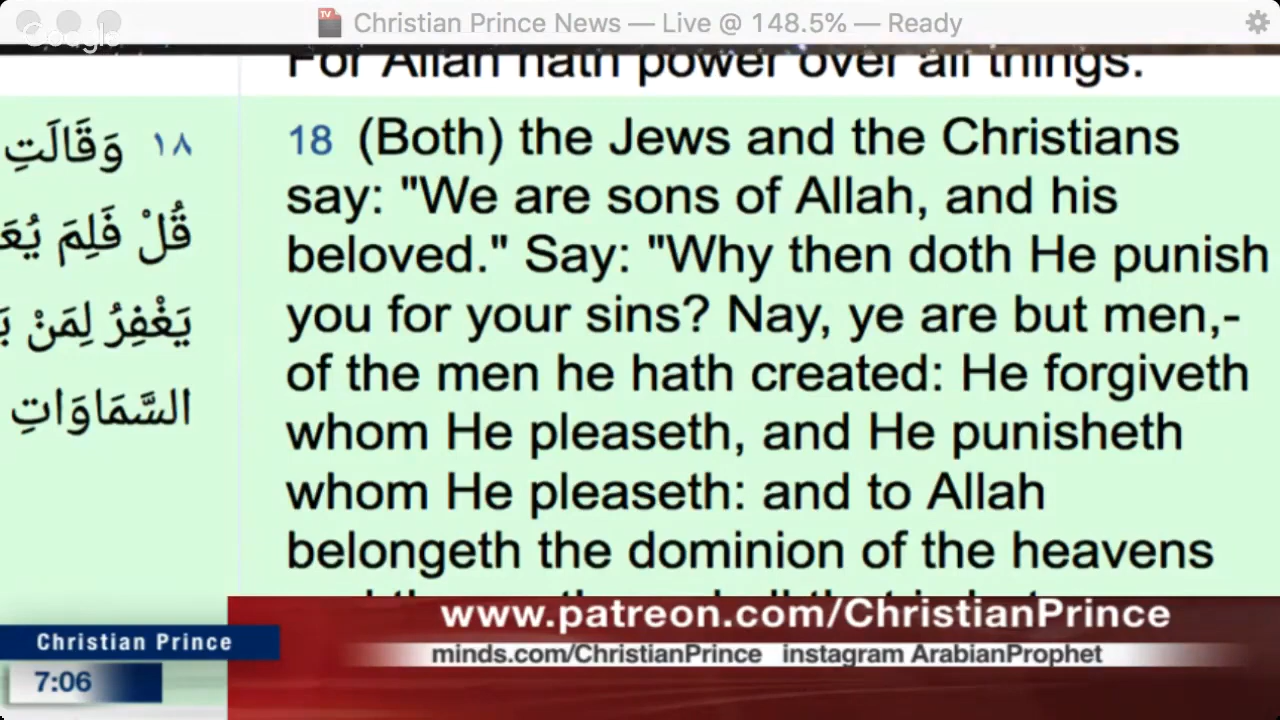 Christian Prince News — Live @ 148.5% — Ready
Google
For Allah hath power over all things.
١٨ وَقَالَتِ
قُلْ فَلِمَ
يَغْفِرُ لِمَنْ
السَّمَاوَاتِ
18 (Both) the Jews and the Christians
say: "We are sons of Allah, and his
beloved." Say: "Why then doth He punish
you for your sins? Nay, ye are but men,-
of the men he hath created: He forgiveth
whom He pleaseth, and He punisheth
whom He pleaseth: and to Allah
belongeth the dominion of the heavens
www.patreon.com/ChristianPrince
Christian Prince
minds.com/ChristianPrince instagram ArabianProphet
7:06